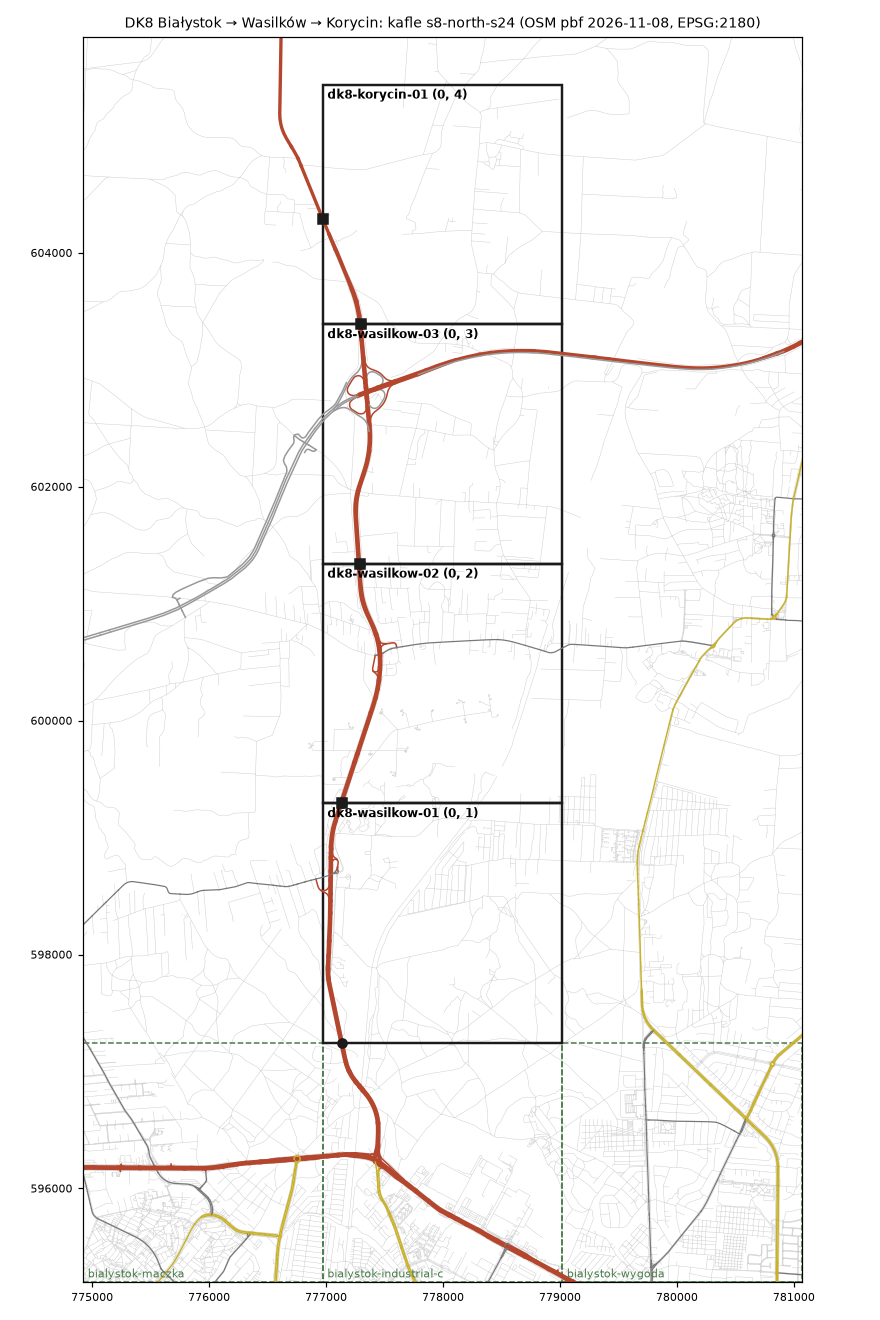 DK8 Białystok → Wasilków → Korycin: kafle s8-north-s24 (OSM pbf 2026-11-08, EPSG:2180)
dk8-korycin-01 (0, 4)
604000
dk8-wasilkow-03 (0, 3)
602000
dk8-wasilkow-02 (0, 2)
600000
dk8-wasilkow-01 (0, 1)
598000
596000
bialystok-maczka
bialystok-industrial-c
bialystok-wygoda
775000
776000
777000
778000
779000
780000
781000